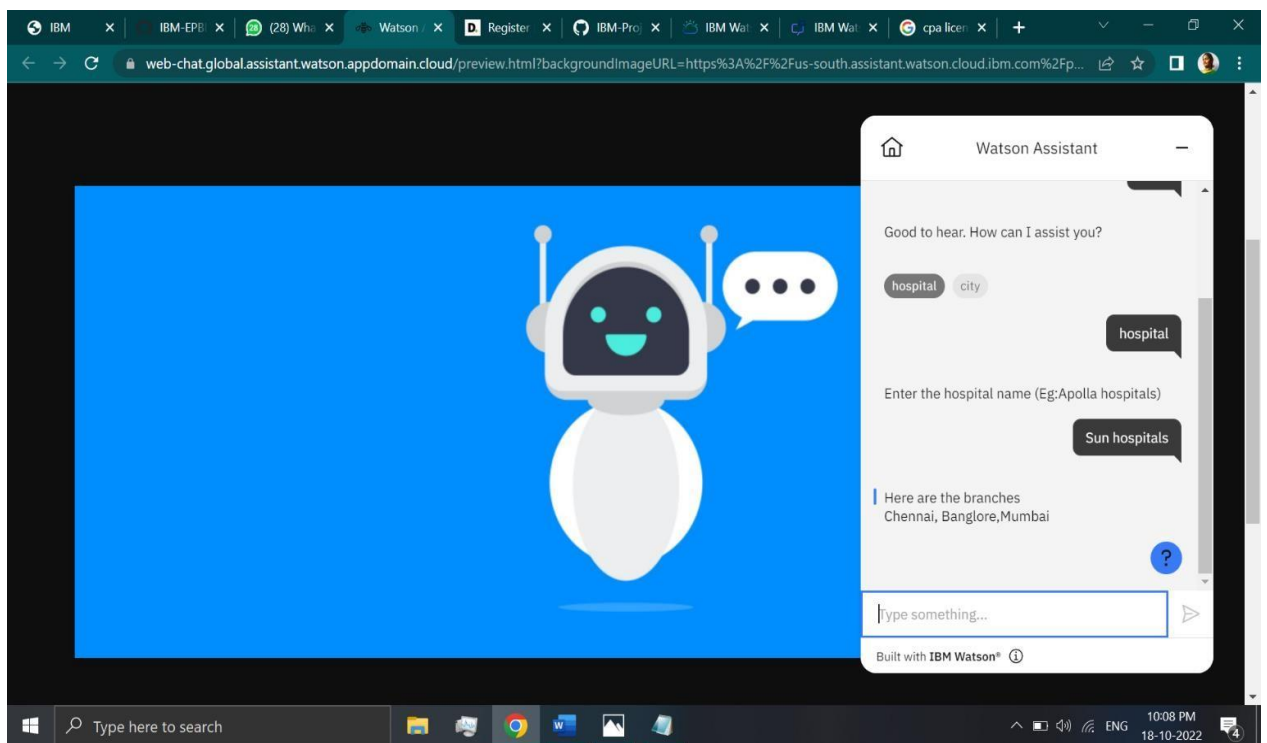 IBM
IBM-EPBI
28
(28) Wha
Watson /
D. Register
IBM-Proj
IBM Wat
IBM Wat
cpa licen
web-chat.global.assistant.watson.appdomain.cloud/preview.html?backgroundImageURL=https%3A%2F%2Fus-south.assistant.watson.cloud.ibm.com%2Fp...
Watson Assistant
Good to hear. How can I assist you?
hospital city
hospital
Enter the hospital name (Eg:Apolla hospitals)
Sun hospitals
Here are the branches
Chennai, Banglore,Mumbai
?
Type something...
Built with IBM Watson®
Type here to search
W
ENG
10:08 PM
18-10-2022
4